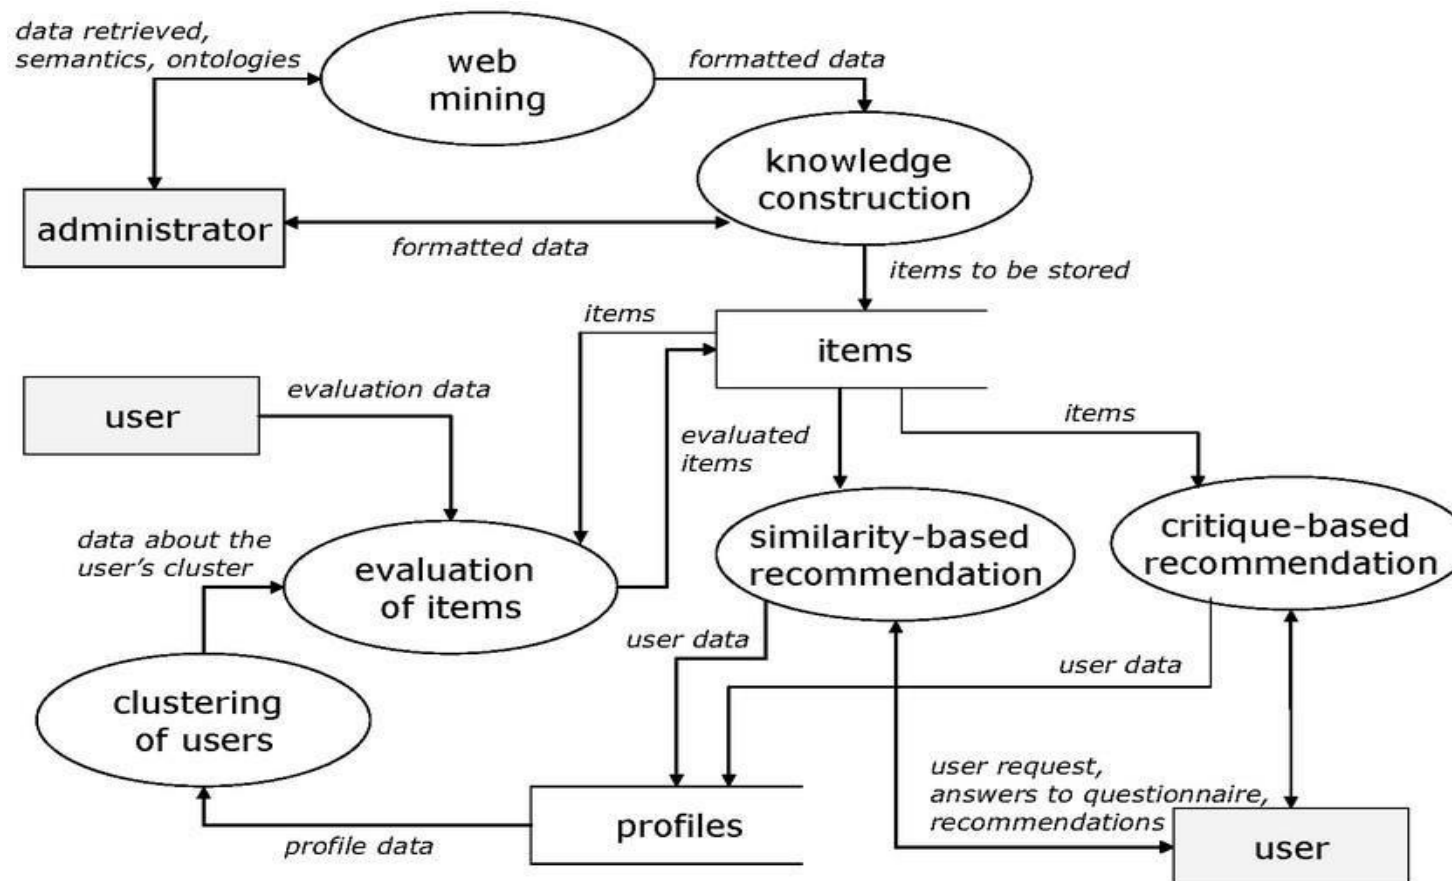 data retrieved,
semantics, ontologies
web
mining
formatted data
knowledge
construction
administrator
formatted data
items to be stored
items
items
user
evaluation data
evaluated
items
items
data about the
user's cluster
evaluation
of items
similarity-based
recommendation
critique-based
recommendation
user data
user data
clustering
of users
user request,
answers to questionnaire,
recommendations
profiles
profile data
user